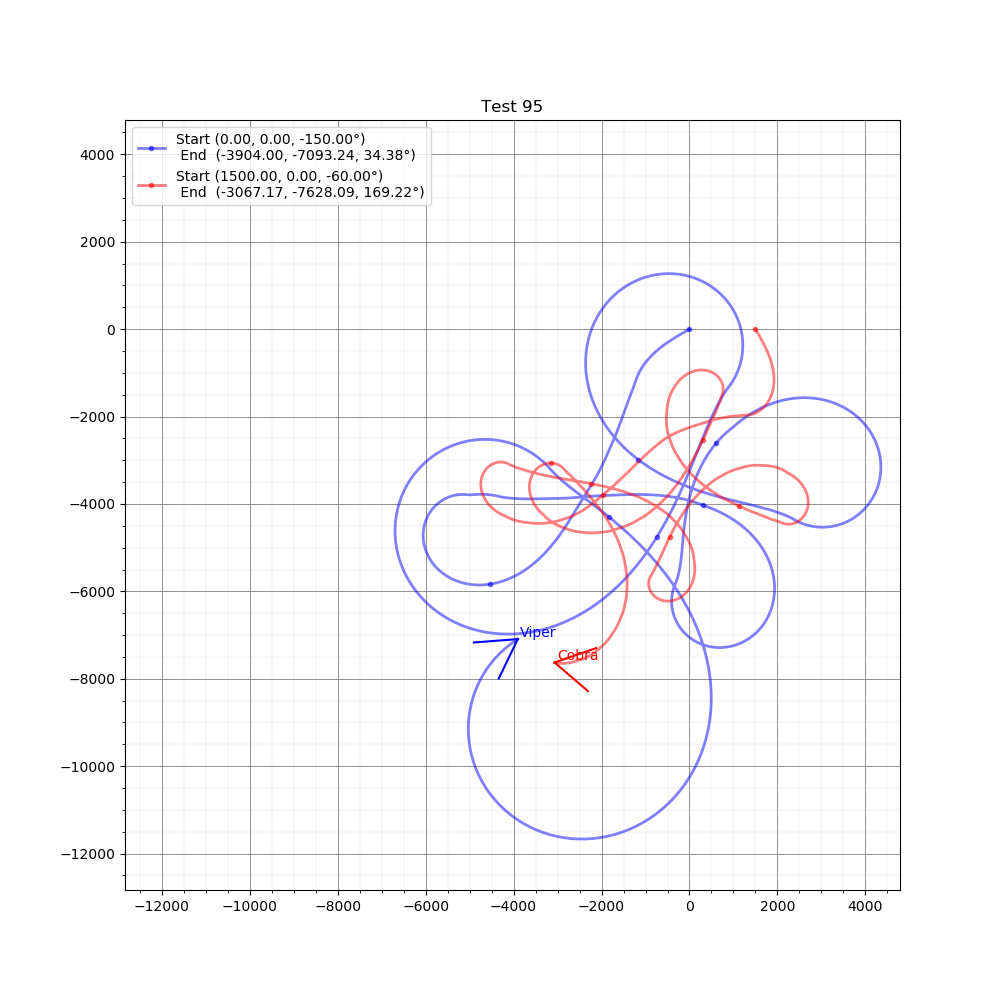 Test 95
Start (0.00, 0.00, -150.00°)
End (-3904.00, -7093.24, 34.38°)
Start (1500.00, 0.00, -60.00°)
End (-3067.17, -7628.09, 169.22°)
4000
2000
0
−2000
−4000
−6000
−8000
−10000
−12000
Viper
Cobra
−12000 −10000 −8000 −6000 −4000 −2000 0 2000 4000